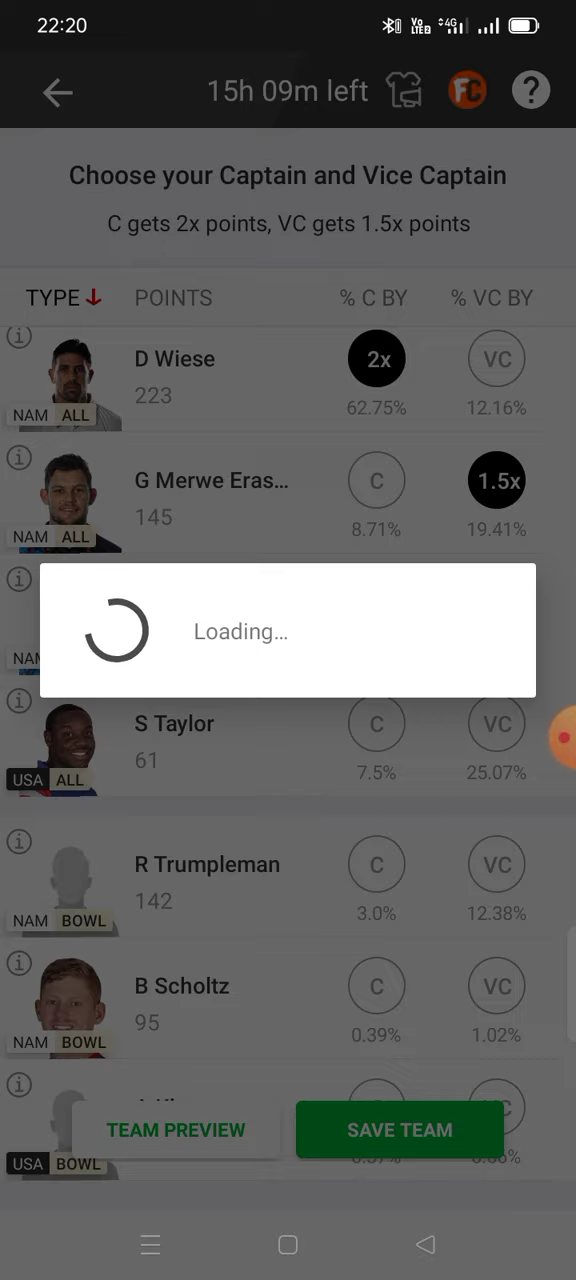 22:20
Vo LTE2 4G
15h 09m left FC ?
Choose your Captain and Vice Captain
C gets 2x points, VC gets 1.5x points
TYPE POINTS % C BY % VC BY
i
D Wiese 2x VC
223
62.75% 12.16%
NAM ALL
i
G Merwe Eras... C 1.5x
145
8.71% 19.41%
NAM ALL
i
Loading...
NAM
i
S Taylor C VC
61
7.5% 25.07%
USA ALL
i
R Trumpleman C VC
142
3.0% 12.38%
NAM BOWL
i
B Scholtz C VC
95
0.39% 1.02%
NAM BOWL
i
TEAM PREVIEW SAVE TEAM
USA BOWL